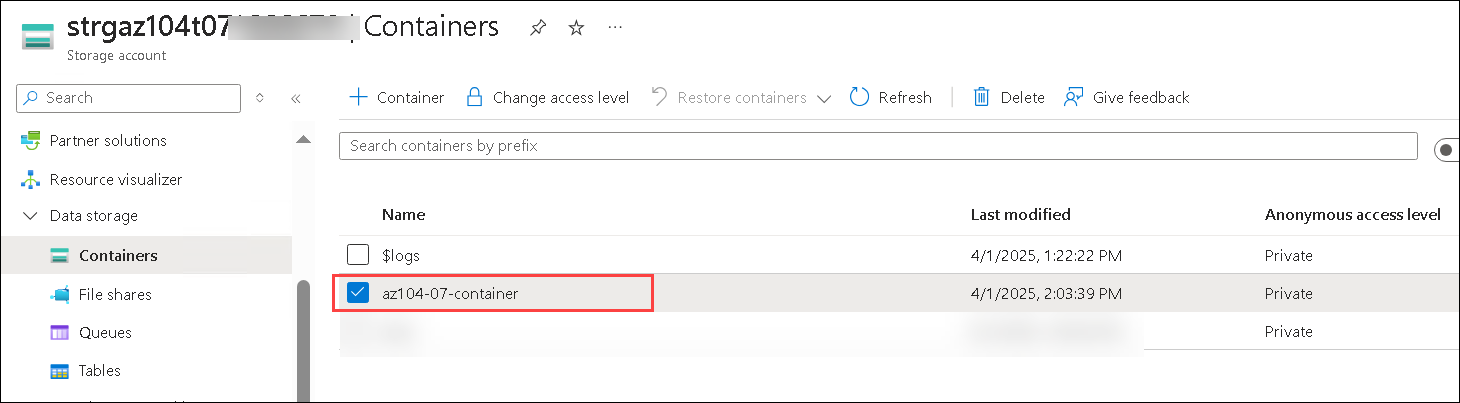 strgaz104t07 | Containers
Storage account
Search
Container Change access level Restore containers Refresh Delete Give feedback
Partner solutions
Search containers by prefix
Resource visualizer
Data storage
Name Last modified Anonymous access level
Containers
$logs 4/1/2025, 1:22:22 PM Private
File shares
az104-07-container 4/1/2025, 2:03:39 PM Private
Queues
Private
Tables